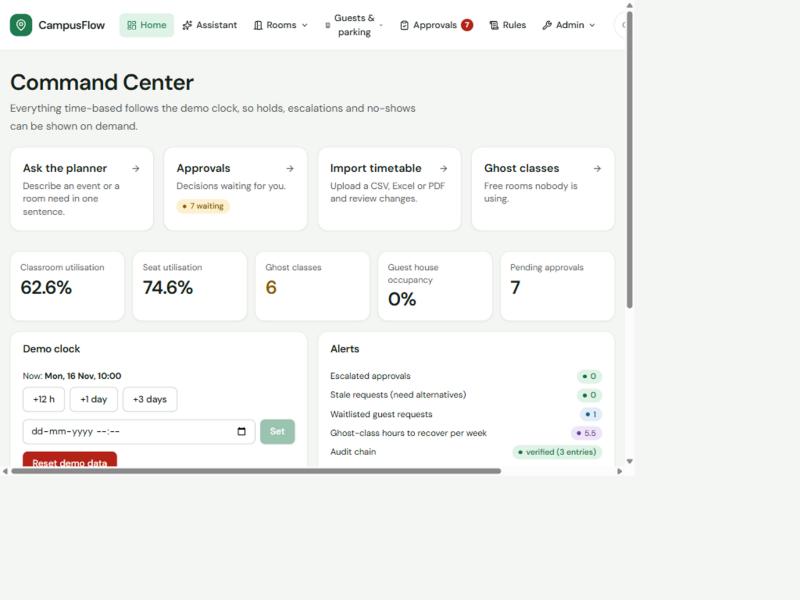 CampusFlow
Home
Assistant
Rooms
Guests &
parking
Approvals 7
Rules
Admin
Command Center
Everything time-based follows the demo clock, so holds, escalations and no-shows
can be shown on demand.
Ask the planner
Describe an event or a
room need in one
sentence.
Approvals
Decisions waiting for you.
7 waiting
Import timetable
Upload a CSV, Excel or PDF
and review changes.
Ghost classes
Free rooms nobody is
using.
Classroom utilisation
62.6%
Seat utilisation
74.6%
Ghost classes
6
Guest house
occupancy
0%
Pending approvals
7
Demo clock
Now: Mon, 16 Nov, 10:00
+12 h
+1 day
+3 days
dd-mm-yyyy --:--
Set
Reset demo data
Alerts
Escalated approvals 0
Stale requests (need alternatives) 0
Waitlisted guest requests 1
Ghost-class hours to recover per week 5.5
Audit chain verified (3 entries)